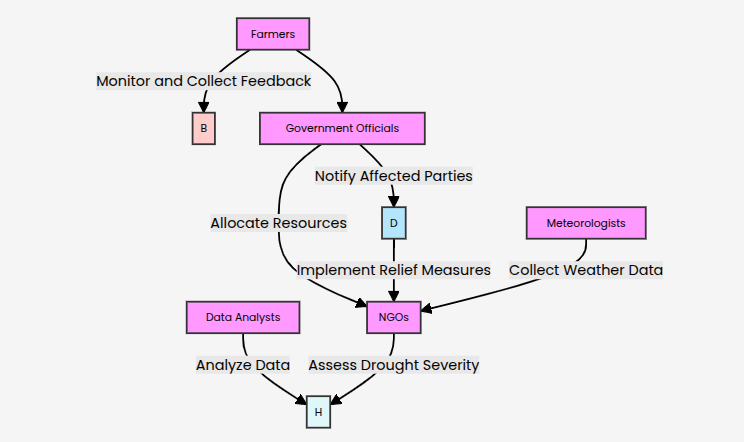 Farmers
Monitor and Collect Feedback
B
Government Officials
Notify Affected Parties
Allocate Resources
D
Meteorologists
Implement Relief Measures
Collect Weather Data
Data Analysts
NGOs
Analyze Data
Assess Drought Severity
H